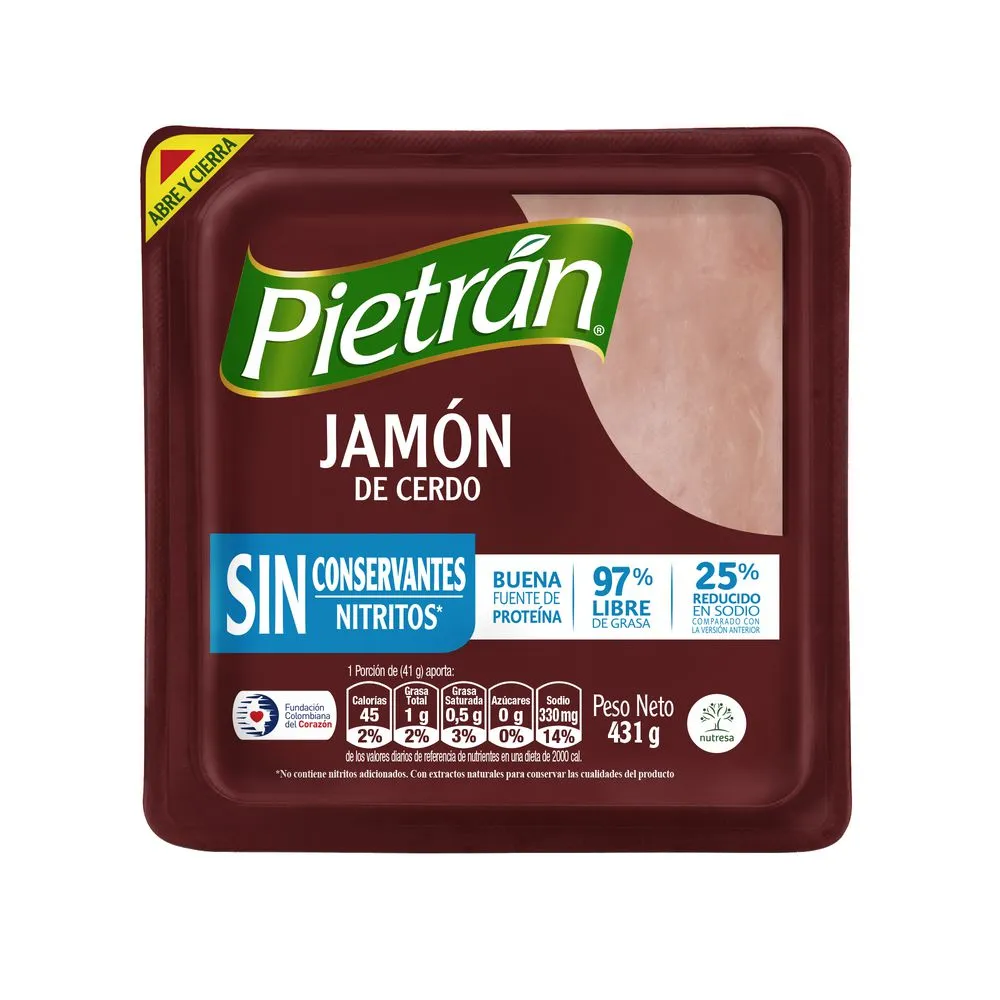 ABRE Y CIERRA
Pietrán®
JAMÓN
DE CERDO
SIN CONSERVANTES
NITRITOS*
BUENA
FUENTE DE
PROTEÍNA
97%
LIBRE
DE GRASA
25%
REDUCIDO
EN SODIO
COMPARADO CON
LA VERSIÓN ANTERIOR
1 Porción de (41 g) aporta:
Calorías
45
2%
Grasa
Total
1 g
2%
Grasa
Saturada
0,5 g
3%
Azúcares
0 g
0%
Sodio
330 mg
14%
de los valores diarios de referencia de nutrientes en una dieta de 2000 cal.
Fundación
Colombiana
del Corazón
Peso Neto
431 g
nutresa
*No contiene nitritos adicionados. Con extractos naturales para conservar las cualidades del producto